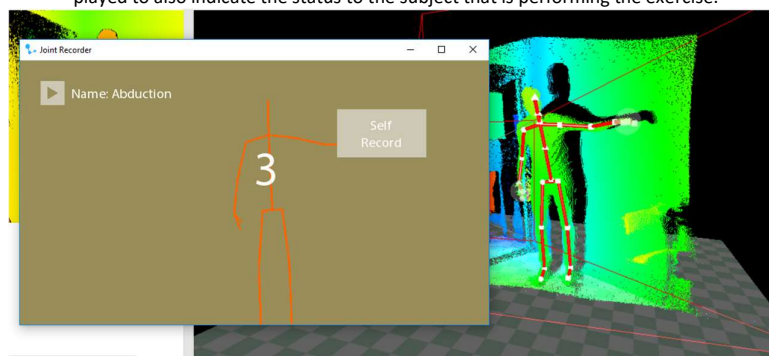 played to also indicate the status to the subject that is performing the exercise.
Joint Recorder
Name: Abduction
Self
Record
3